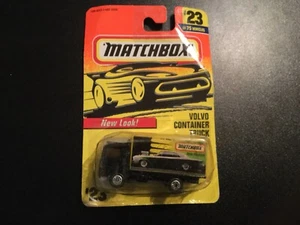 MATCHBOX
#23
New Look!
VOLVO
CONTAINER
TRUCK
MATCHBOX